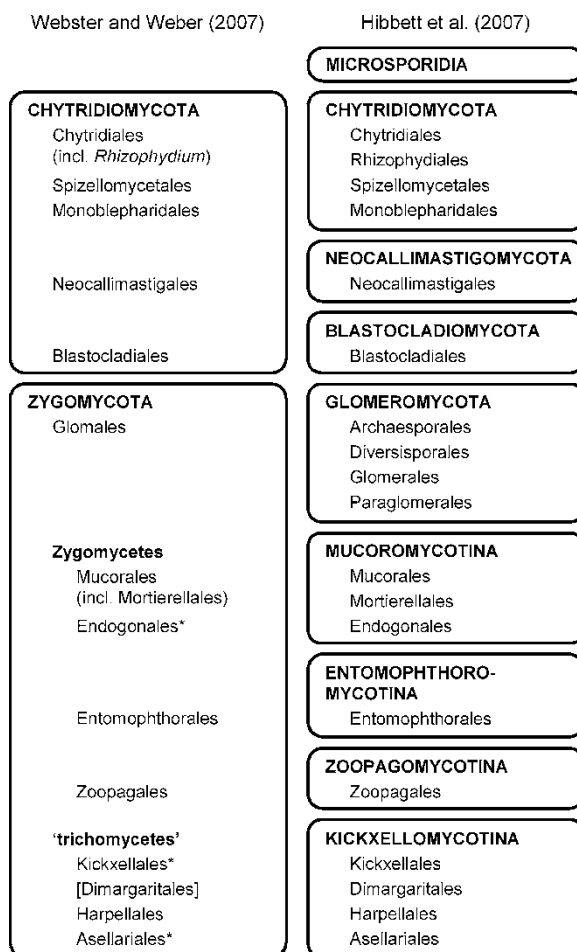 Webster and Weber (2007)
CHYTRIDIOMYCOTA
Chytridiales
(incl. Rhizophydium)
Spizellomycetales
Monoblepharidales
Neocallimastigales
Blastocladiales
ZYGOMYCOTA
Glomales
Zygomycetes
Mucorales
(incl. Mortierellales)
Endogonales*
Entomophthorales
Zoopagales
'trichomycetes'
Kickxellales*
[Dimargaritales]
Harpellales
Asellariales*
Hibbett et al. (2007)
MICROSPORIDIA
CHYTRIDIOMYCOTA
Chytridiales
Rhizophydiales
Spizellomycetales
Monoblepharidales
NEOCALLIMASTIGOMYCOTA
Neocallimastigales
BLASTOCLADIOMYCOTA
Blastocladiales
GLOMEROMYCOTA
Archaesporales
Diversisporales
Glomerales
Paraglomerales
MUCOROMYCOTINA
Mucorales
Mortierellales
Endogonales
ENTOMOPHTHORO-
MYCOTINA
Entomophthorales
ZOOPAGOMYCOTINA
Zoopagales
KICKXELLOMYCOTINA
Kickxellales
Dimargaritales
Harpellales
Asellariales